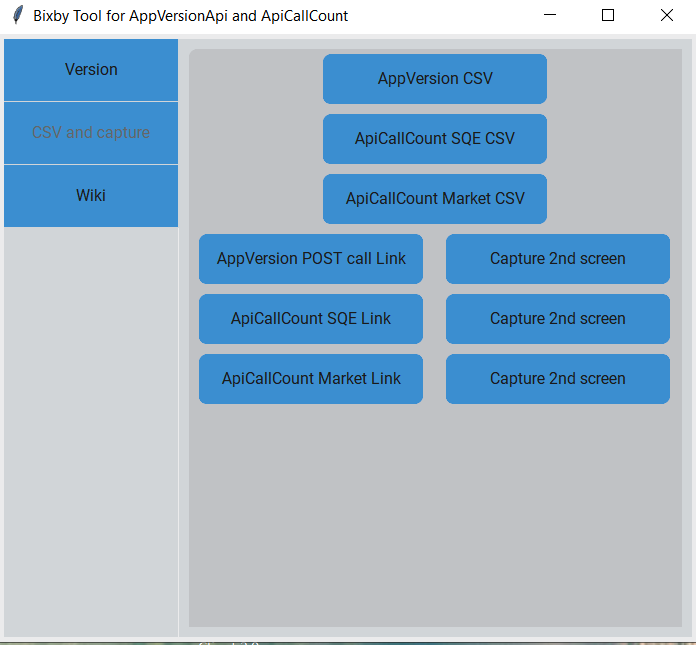 Bixby Tool for AppVersionApi and ApiCallCount
Version
CSV and capture
Wiki
AppVersion CSV
ApiCallCount SQE CSV
ApiCallCount Market CSV
AppVersion POST call Link
Capture 2nd screen
ApiCallCount SQE Link
Capture 2nd screen
ApiCallCount Market Link
Capture 2nd screen